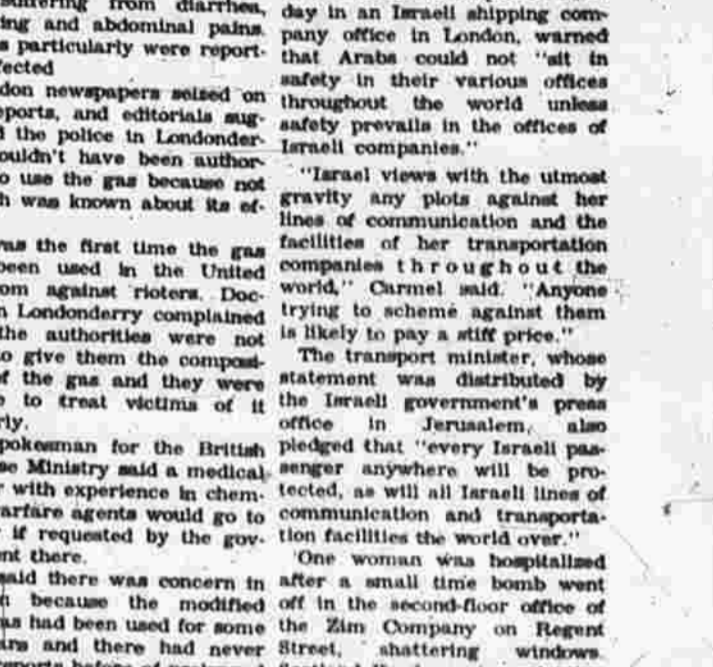 from diarrhea,
ing and abdominal pains.
particularly were report-
fected
don newspapers seized on
eports, and editorials sug-
d the police in Londonder-
ouldn't have been author-
o use the gas because not
h was known about its ef-
was the first time the gas
been used in the United
om against rioters. Doc-
n Londonderry complained
the authorities were not
o give them the composi-
f the gas and they were
to treat victims of it
rly.
pokesman for the British
se Ministry said a medical
with experience in chem-
arfare agents would go to
if requested by the gov-
nt there.
said there was concern in
because the modified
as had been used for some
and there had never
day in an Israeli shipping com-
pany office in London, warned
that Arabs could not "sit in
safety in their various offices
throughout the world unless
safety prevails in the offices of
Israeli companies."
"Israel views with the utmost
gravity any plots against her
lines of communication and the
facilities of her transportation
companies throughout the
world," Carmel said. "Anyone
trying to scheme against them
is likely to pay a stiff price."
The transport minister, whose
statement was distributed by
the Israeli government's press
office in Jerusalem, also
pledged that "every Israeli pas-
senger anywhere will be pro-
tected, as will all Israeli lines of
communication and transporta-
tion facilities the world over."
One woman was hospitalized
after a small time bomb went
off in the second-floor office of
the Zim Company on Regent
Street, shattering windows.